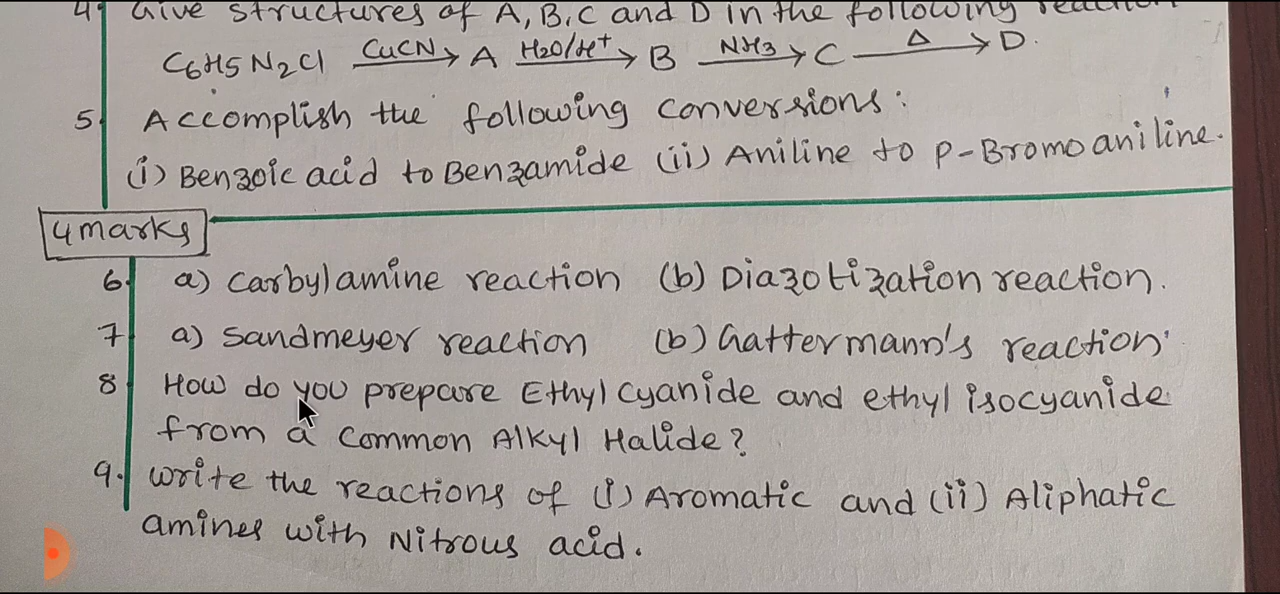 4. Give structures of A, B, C and D in the following reaction
C6H5N2Cl CuCN→ A H2O/H+→ B NH3→ C Δ→ D.
5. Accomplish the following conversions:
(i) Benzoic acid to Benzamide (ii) Aniline to p-Bromoaniline.
4marks
6. a) Carbylamine reaction (b) Diazotization reaction.
7 a) Sandmeyer reaction (b) Gattermann's reaction
8 How do you prepare Ethyl cyanide and ethyl isocyanide
from a common Alkyl Halide?
9. Write the reactions of (i) Aromatic and (ii) Aliphatic
amines with Nitrous acid.